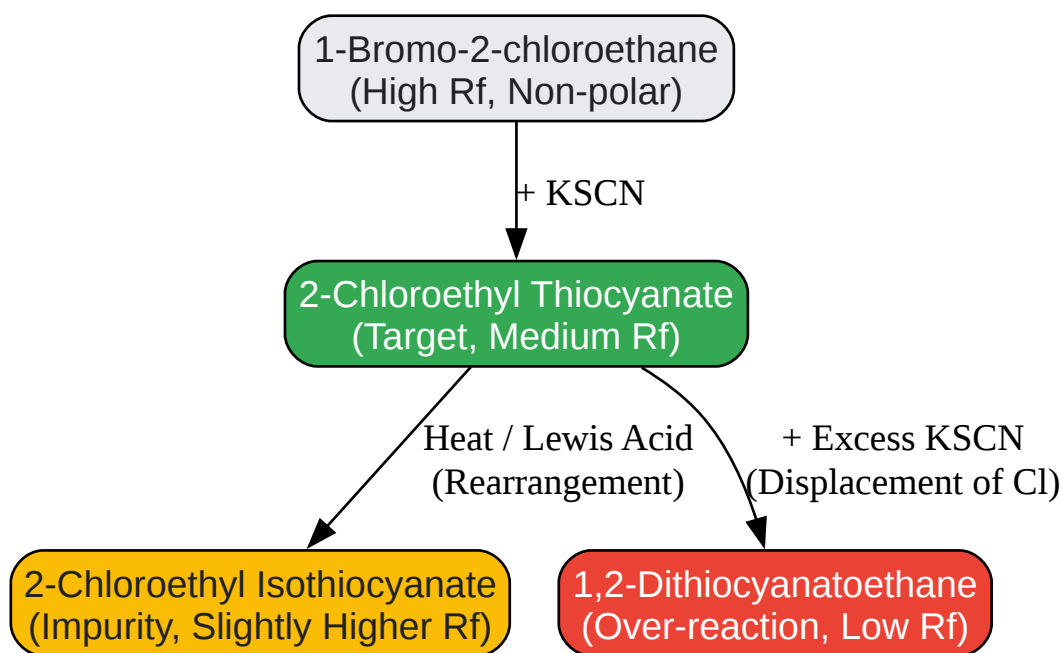 1-Bromo-2-chloroethane
(High Rf, Non-polar)
+ KSCN
2-Chloroethyl Thiocyanate
(Target, Medium Rf)
Heat / Lewis Acid
(Rearrangement)
+ Excess KSCN
(Displacement of Cl)
2-Chloroethyl Isothiocyanate
(Impurity, Slightly Higher Rf)
1,2-Dithiocyanatoethane
(Over-reaction, Low Rf)